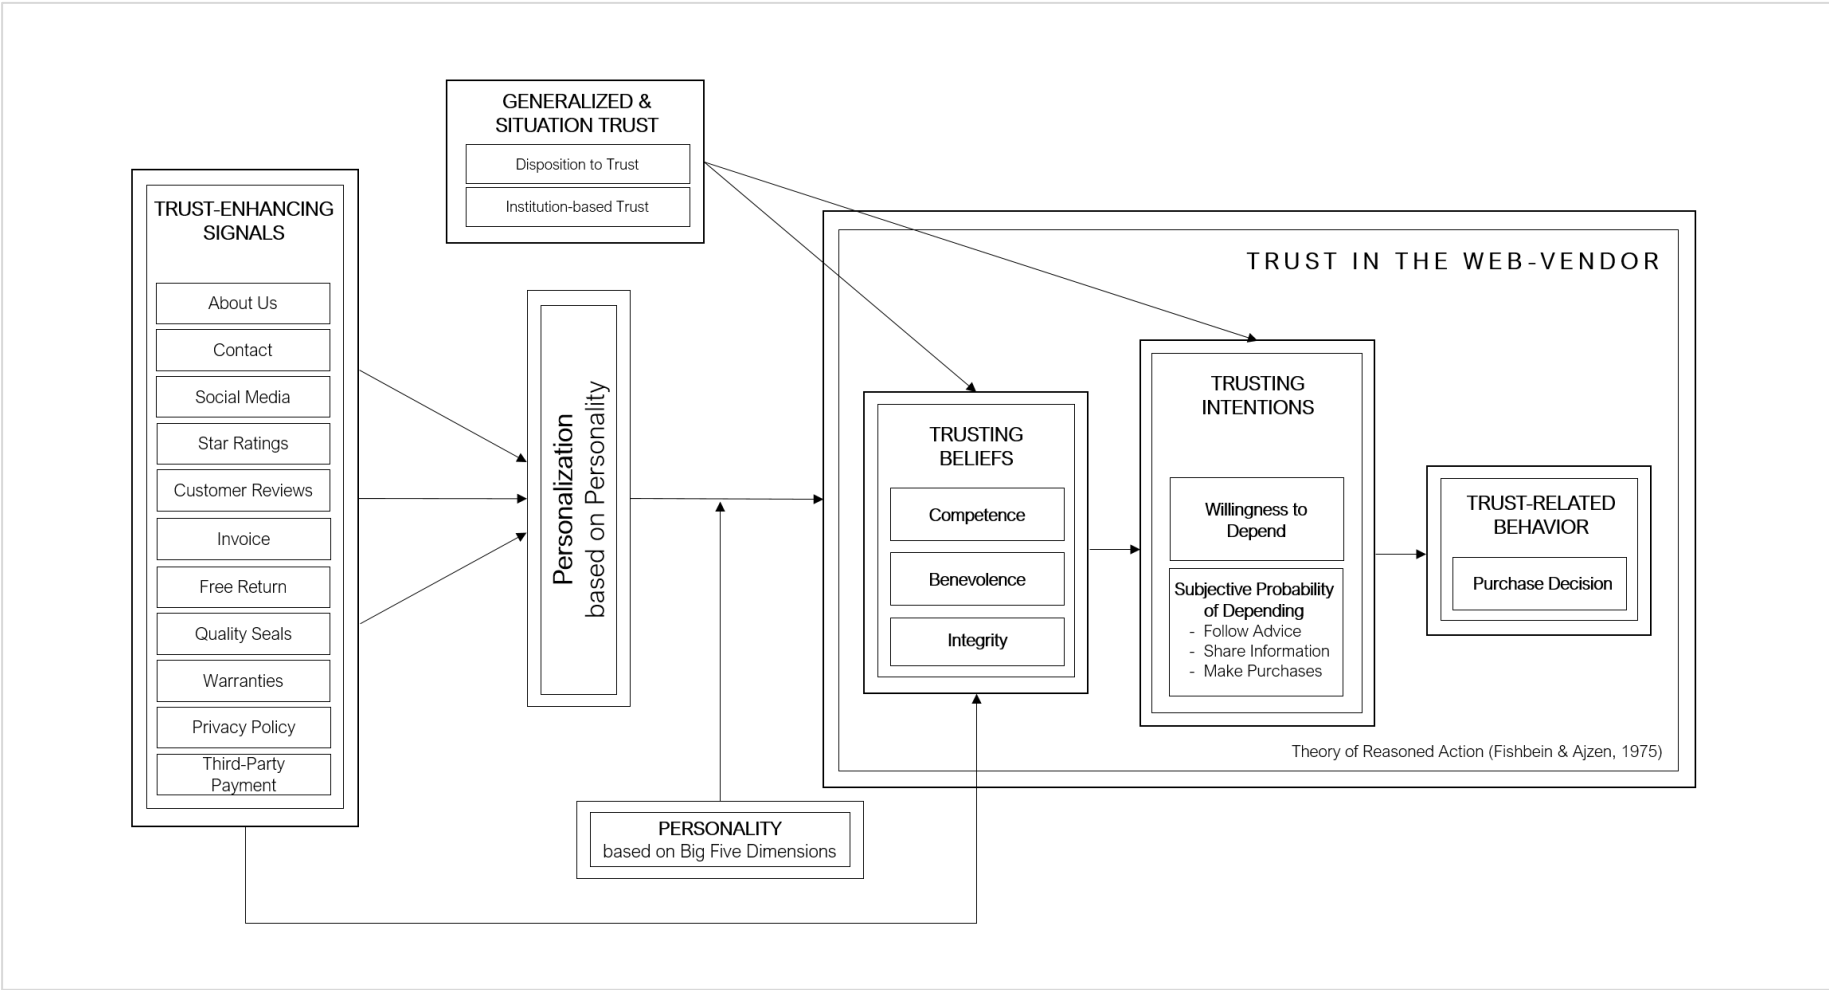 GENERALIZED &
SITUATION TRUST
Disposition to Trust
Institution-based Trust
TRUST-ENHANCING
SIGNALS
About Us
Contact
Social Media
Star Ratings
Customer Reviews
Invoice
Free Return
Quality Seals
Warranties
Privacy Policy
Third-Party
Payment
Personalization
based on Personality
PERSONALITY
based on Big Five Dimensions
TRUST IN THE WEB-VENDOR
TRUSTING
BELIEFS
Competence
Benevolence
Integrity
TRUSTING
INTENTIONS
Willingness to
Depend
Subjective Probability
of Depending
- Follow Advice
- Share Information
- Make Purchases
TRUST-RELATED
BEHAVIOR
Purchase Decision
Theory of Reasoned Action (Fishbein & Ajzen, 1975)